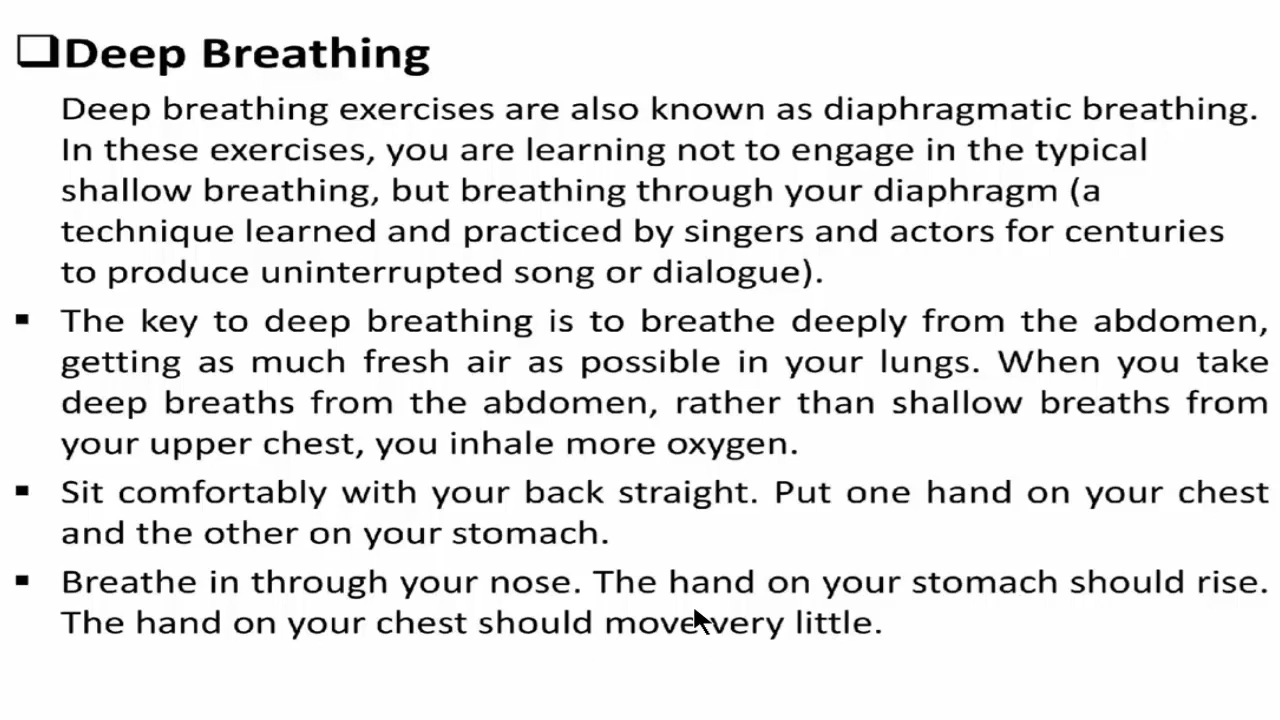 ❑Deep Breathing
Deep breathing exercises are also known as diaphragmatic breathing.
In these exercises, you are learning not to engage in the typical
shallow breathing, but breathing through your diaphragm (a
technique learned and practiced by singers and actors for centuries
to produce uninterrupted song or dialogue).
▪ The key to deep breathing is to breathe deeply from the abdomen,
getting as much fresh air as possible in your lungs. When you take
deep breaths from the abdomen, rather than shallow breaths from
your upper chest, you inhale more oxygen.
▪ Sit comfortably with your back straight. Put one hand on your chest
and the other on your stomach.
▪ Breathe in through your nose. The hand on your stomach should rise.
The hand on your chest should move very little.